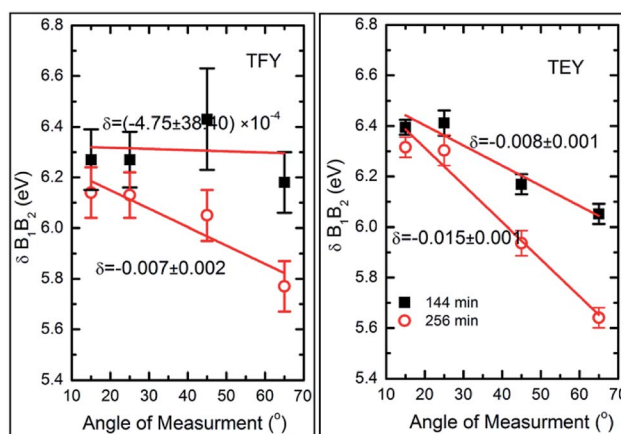 TFY
δ=(-4.75±38.40) ×10⁻⁴
δ=-0.007±0.002
δ B₁B₂ (eV)
6.8
6.6
6.4
6.2
6.0
5.8
5.6
5.4
10 20 30 40 50 60 70
Angle of Measurment (°)
TEY
δ=-0.008±0.001
δ=-0.015±0.001
144 min
256 min
δ B₁B₂ (eV)
6.8
6.6
6.4
6.2
6.0
5.8
5.6
5.4
10 20 30 40 50 60 70
Angle of Measurment (°)